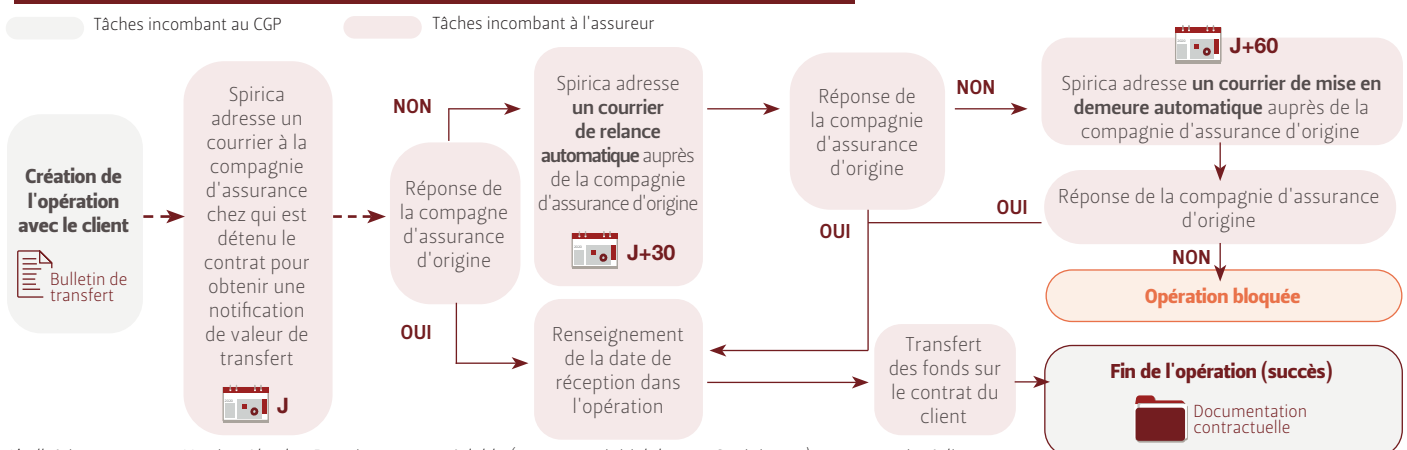 Tâches incombant au CGP
Tâches incombant à l'assureur
Création de
l'opération
avec le client
Bulletin de
transfert
Spirica
adresse un
courrier à la
compagnie
d'assurance
chez qui est
détenu le
contrat pour
obtenir une
notification
de valeur de
transfert
J
Réponse de
la compagne
d'assurance
d'origine
NON
OUI
Spirica adresse
un courrier
de relance
automatique auprès
de la compagnie
d'assurance d'origine
J+30
Réponse de
la compagnie
d'assurance
d'origine
NON
OUI
J+60
Spirica adresse un courrier de mise en
demeure automatique auprès de la
compagnie d'assurance d'origine
Réponse de la compagnie d'assurance
d'origine
OUI
NON
Opération bloquée
Renseignement
de la date de
réception dans
l'opération
Transfert
des fonds sur
le contrat du
client
Fin de l'opération (succès)
Documentation
contractuelle